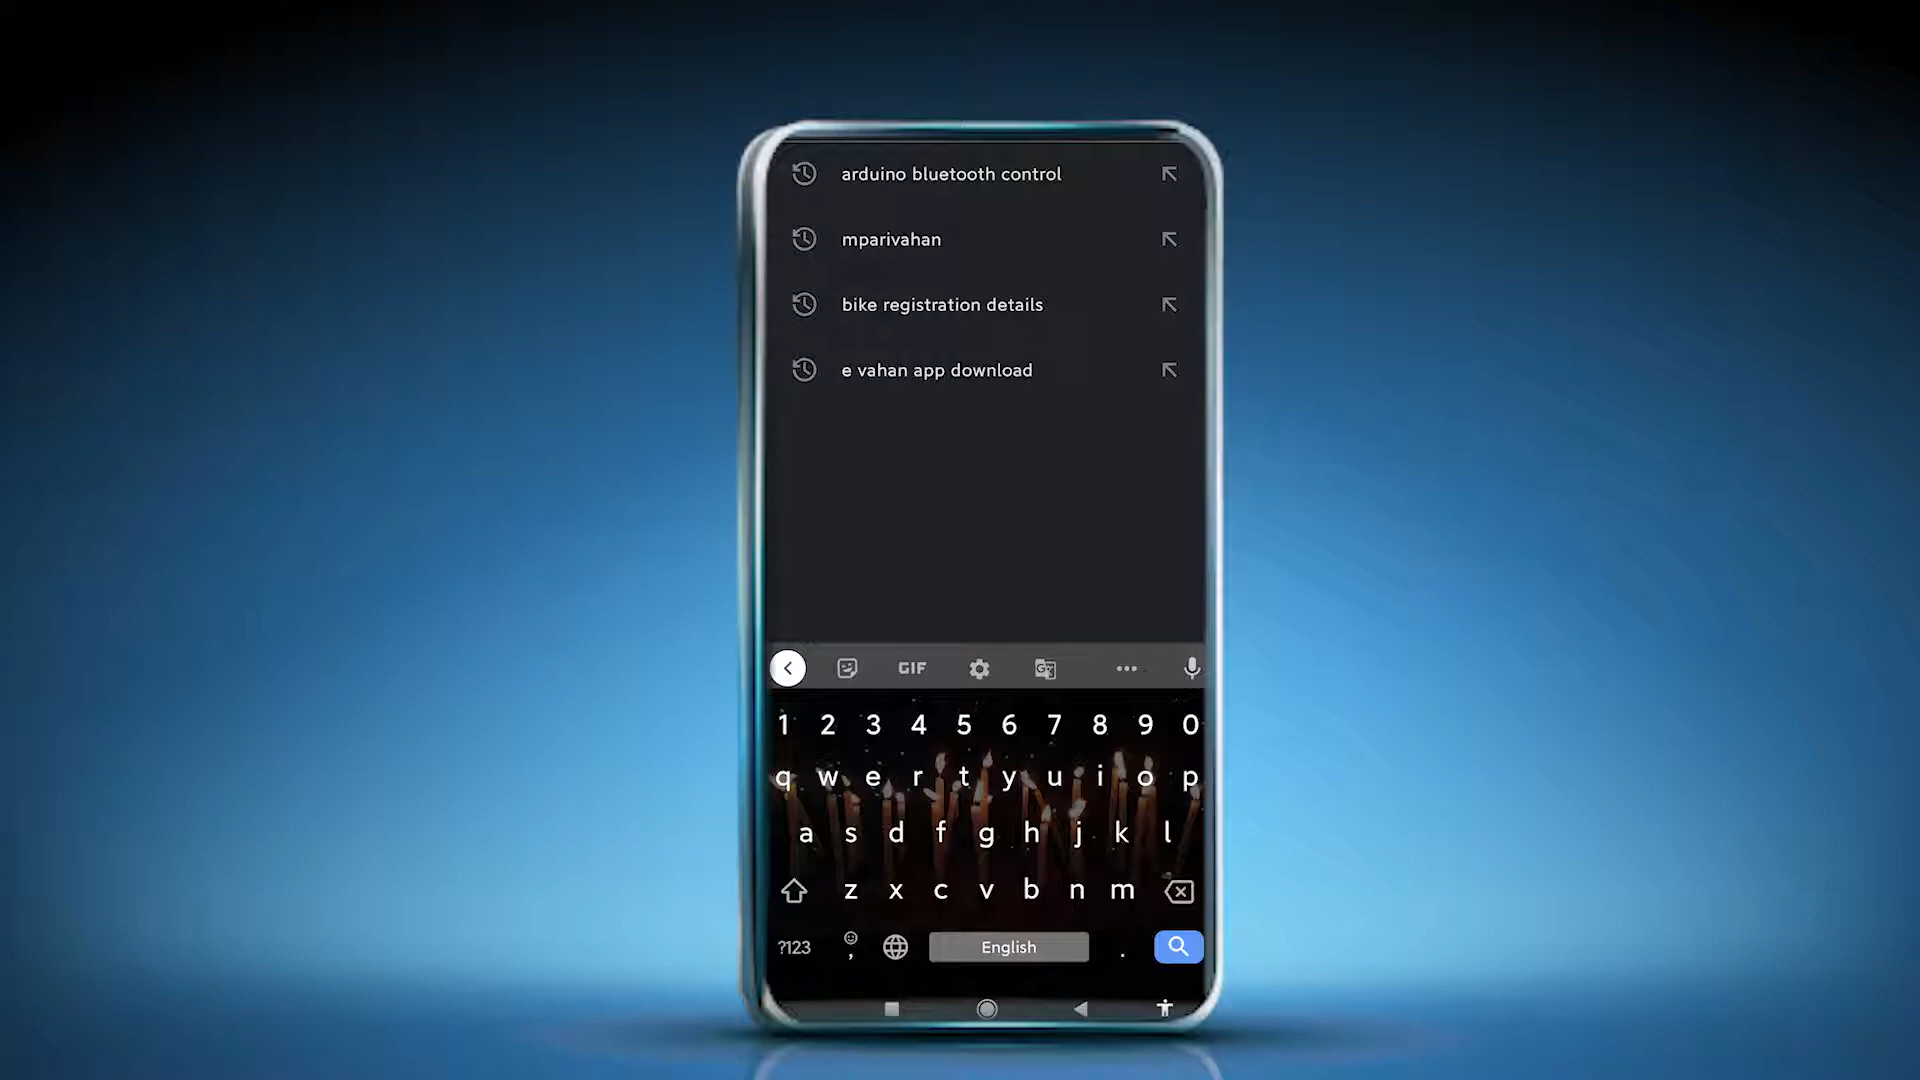 arduino bluetooth control
mparivahan
bike registration details
e vahan app download
GIF
1 2 3 4 5 6 7 8 9 0
q w e r t y u i o p
a s d f g h j k l
z x c v b n m
?123 , English .